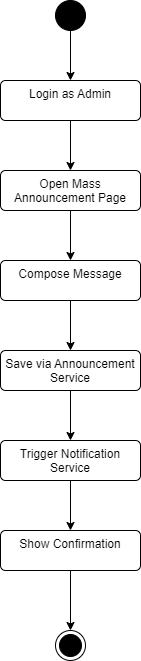 Login as Admin
Open Mass
Announcement Page
Compose Message
Save via Announcement
Service
Trigger Notification
Service
Show Confirmation